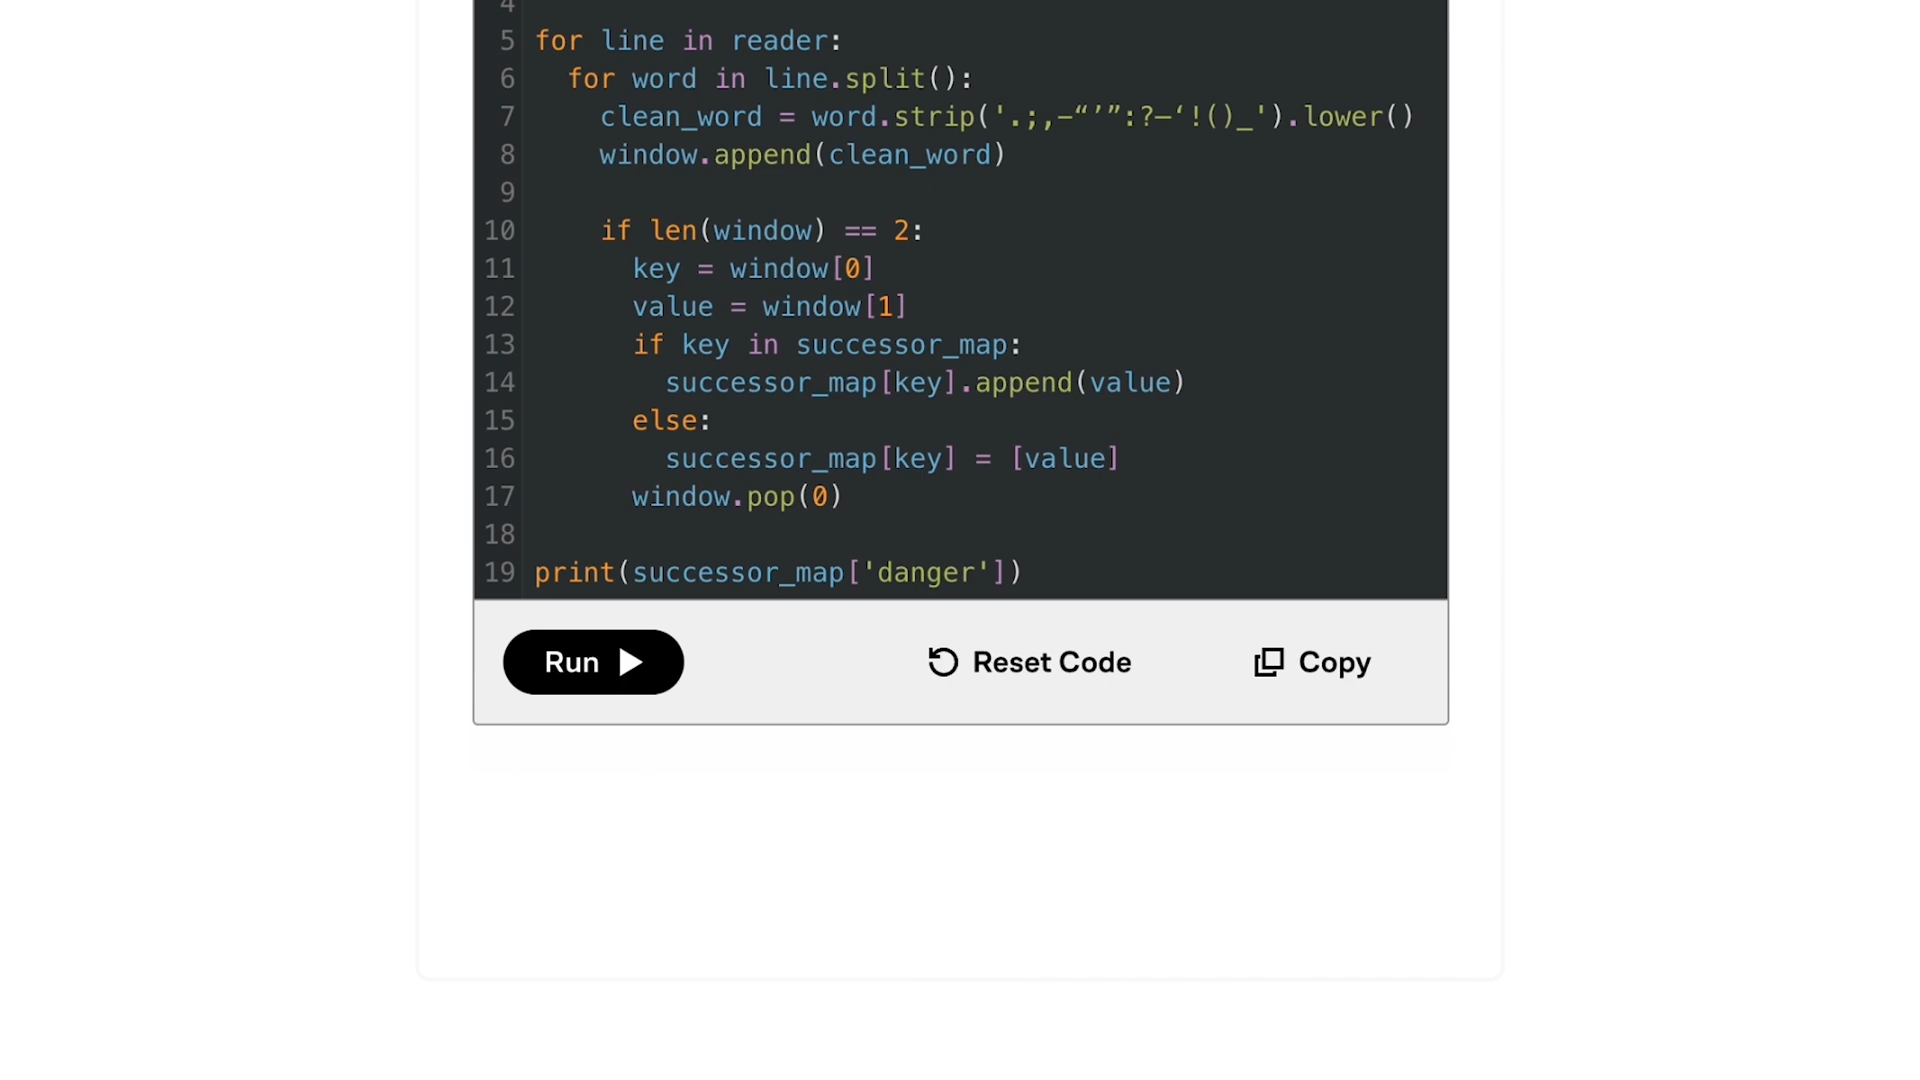 4
5 for line in reader:
6 for word in line.split():
7 clean_word = word.strip('.;,—“’”:?—‘!()_').lower()
8 window.append(clean_word)
9
10 if len(window) == 2:
11 key = window[0]
12 value = window[1]
13 if key in successor_map:
14 successor_map[key].append(value)
15 else:
16 successor_map[key] = [value]
17 window.pop(0)
18
19 print(successor_map['danger'])
Run
Reset Code
Copy